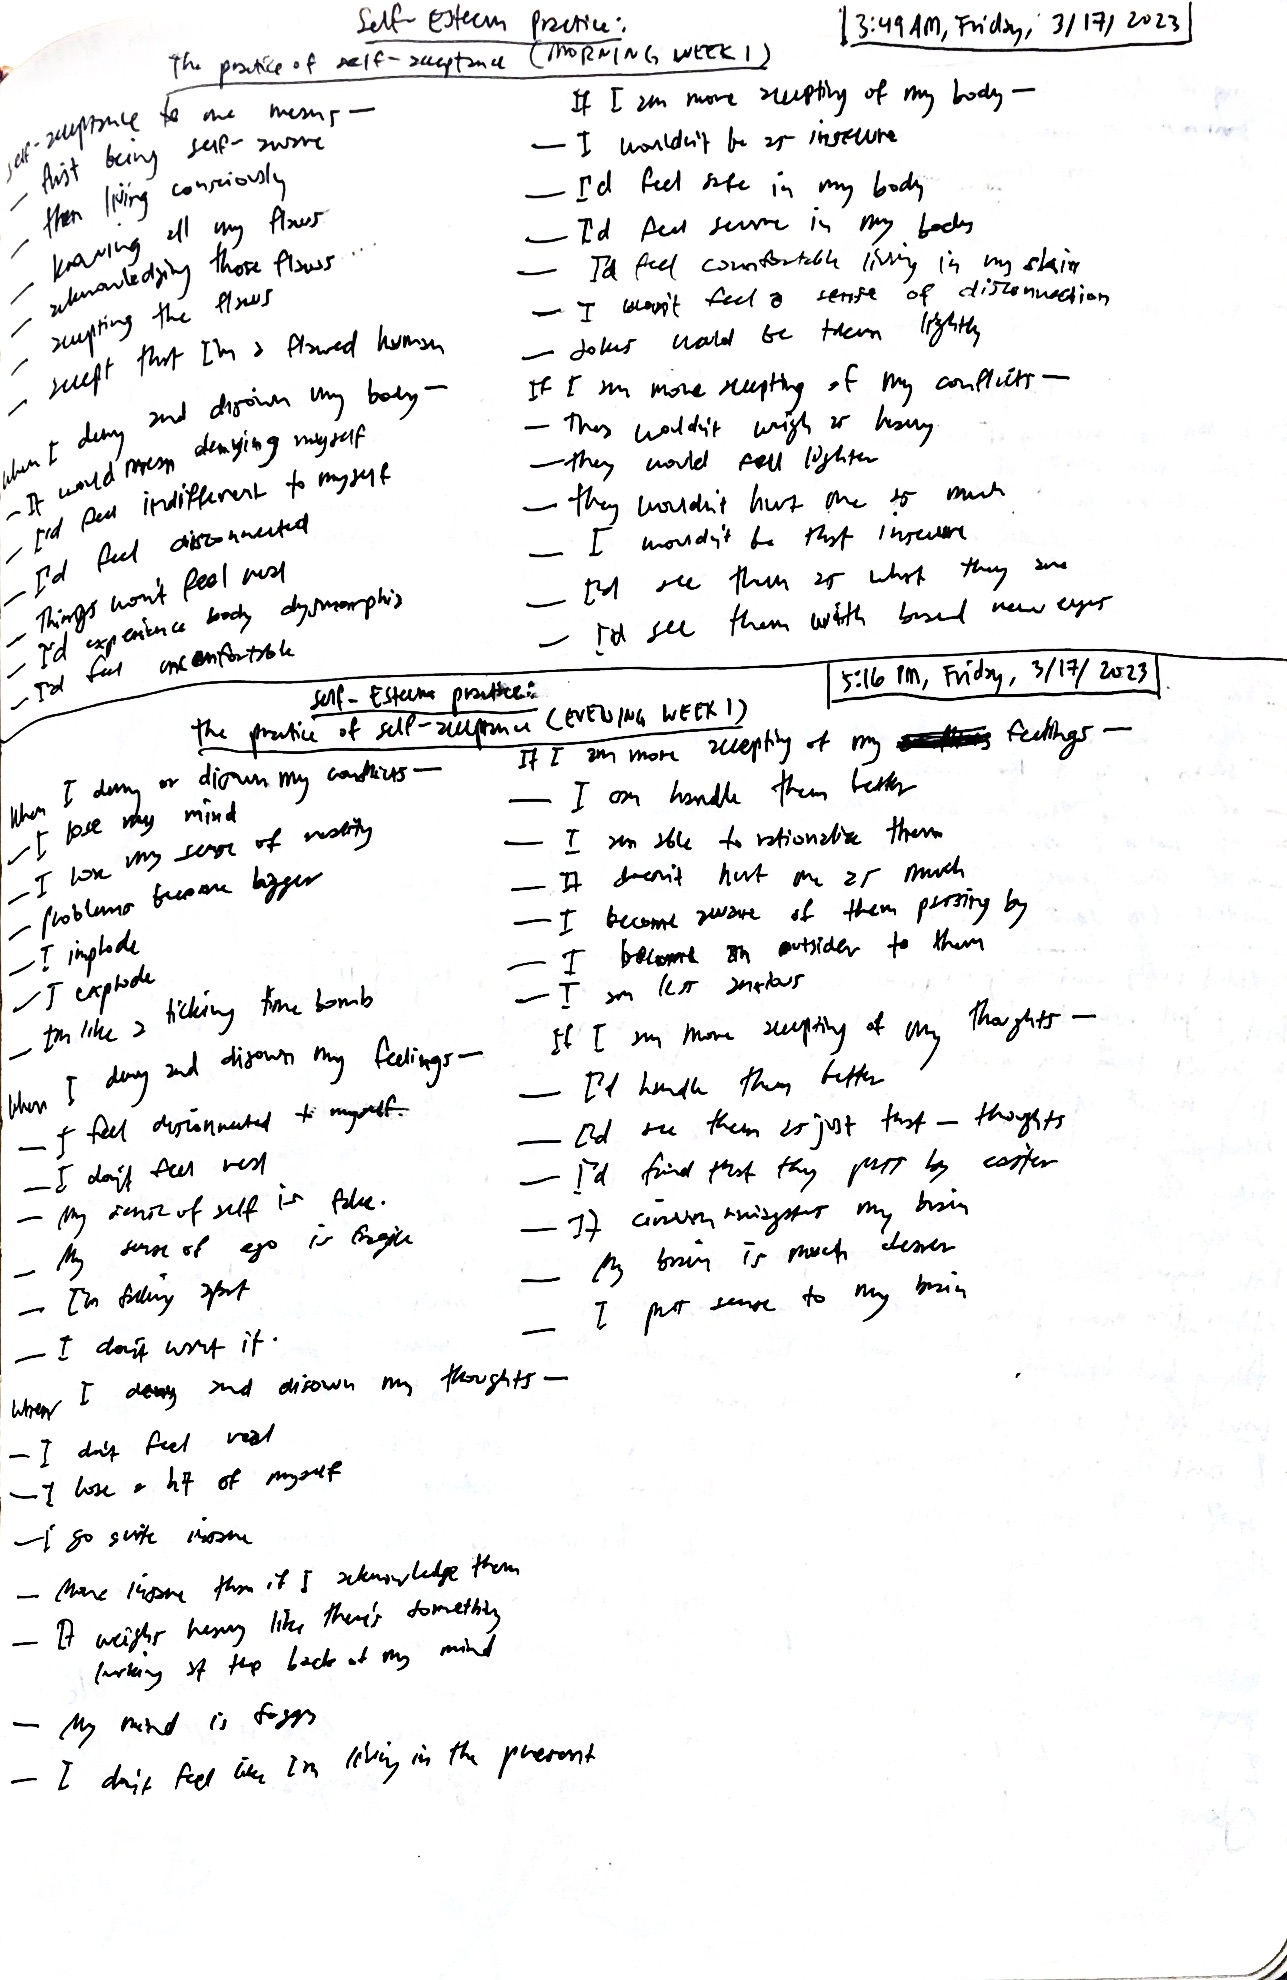 Self-Esteem Practice:
3:49 AM, Friday, 3/17/2023
The practice of self-acceptance (MORNING WEEK 1)
self-acceptance to me means —
— first being self-aware
— then living consciously
— knowing all my flaws
— acknowledging those flaws...
— accepting the flaws
— accept that I'm a flawed human
When I deny and disown my body —
— It would mean denying myself
— I'd feel indifferent to myself
— I'd feel disconnected
— Things won't feel real
— I'd experience body dysmorphia
— I'd feel uncomfortable
If I am more accepting of my body —
— I wouldn't be as insecure
— I'd feel safe in my body
— I'd feel secure in my body
— I'd feel comfortable living in my skin
— I won't feel a sense of disconnection
— Jokes would be taken lightly
If I am more accepting of my conflicts —
— They wouldn't weigh as heavy
— they would feel lighter
— they wouldn't hurt me as much
— I wouldn't be that insecure
— I'd see them as what they are
— I'd see them with brand new eyes
Self-Esteem practice:
5:16 PM, Friday, 3/17/2023
The practice of self-acceptance (EVENING WEEK 1)
When I deny or disown my conflicts —
— I lose my mind
— I lose my sense of reality
— problems become bigger
— I implode
— I explode
— I'm like a ticking time bomb
When I deny and disown my feelings —
— I feel disconnected to myself.
— I don't feel real
— My sense of self is fake.
— My sense of ego is fragile
— I'm falling apart
— I don't want it.
When I deny and disown my thoughts —
— I don't feel real
— I lose a bit of myself
— I go quite insane
— More insane than if I acknowledge them
— It weighs heavy like there's something
lurking at the back of my mind
— My mind is foggy
— I don't feel like I'm living in the present
If I am more accepting of my feelings —
— I can handle them better
— I am able to rationalize them
— It doesn't hurt me as much
— I become aware of them passing by
— I become an outsider to them
— I am less anxious
If I am more accepting of my thoughts —
— I'd handle them better
— I'd see them as just that — thoughts
— I'd find that they pass by easier
— It my brain
— My brain is much clearer
— I put sense to my brain